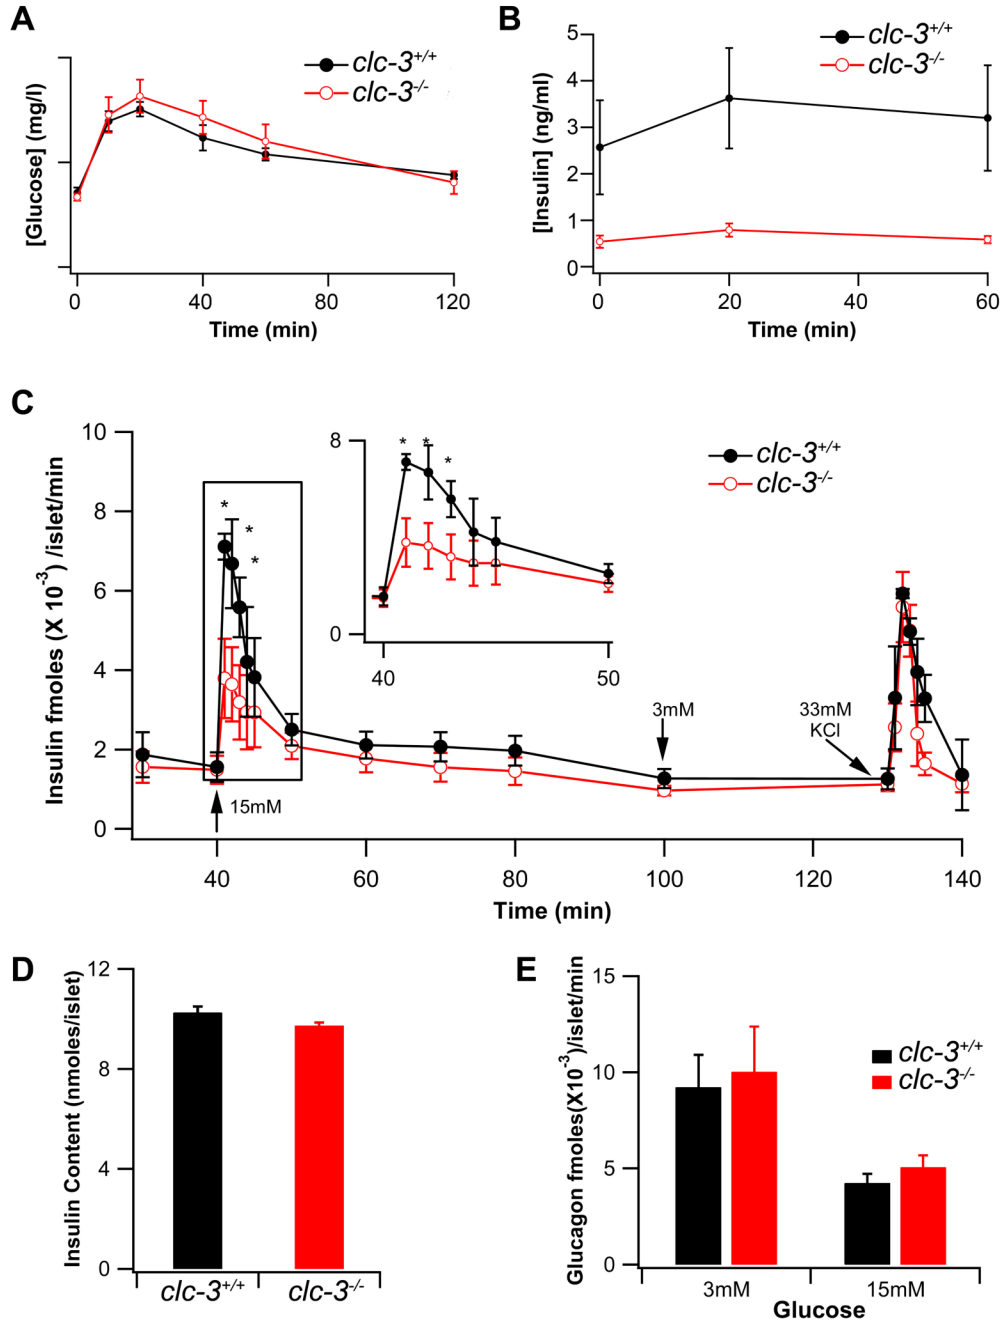 A
clc-3+/+
clc-3-/-
[Glucose] (mg/l)
0 40 80 120
Time (min)
B
clc-3+/+
clc-3-/-
[Insulin] (ng/ml)
5
4
3
2
1
0
0 20 40 60
Time (min)
C
clc-3+/+
clc-3-/-
Insulin fmoles (X 10-3) /islet/min
10
8
6
4
2
0
* * *
15mM
8
0
* * *
40 50
3mM
33mM
KCl
40 60 80 100 120 140
Time (min)
D
Insulin Content (nmoles/islet)
12
8
4
0
clc-3+/+ clc-3-/-
E
Glucagon fmoles(X10-3)/islet/min
15
10
5
0
clc-3+/+
clc-3-/-
3mM 15mM
Glucose